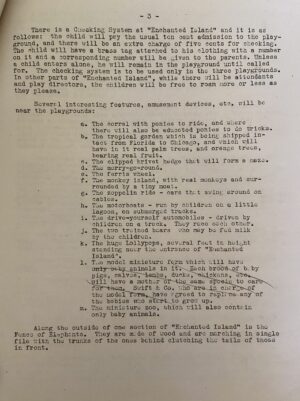 - 3 -
There is a Checking System at "Enchanted Island" and it is as
follows: the child will pay the usual ten cent admission to the play-
ground, and there will be an extra charge of five cents for checking.
The child will have a brass tag attached to his clothing with a number
on it and a corresponding number will be given to the parents. Unless
a child enters alone, he will remain in the playground until called
for. The checking system is to be used only in the three playgrounds.
In other parts of "Enchanted Island", while there will be attendants
and play directors, the children will be free to roam more or less as
they please.
Several interesting features, amusement devices, etc. will be
near the playgrounds:
a. The corral with ponies to ride, and where
there will also be educated ponies to do tricks.
b. The tropical garden which is being shipped in-
tact from Florida to Chicago, and which will
have real palm trees, and orange trees,
bearing real fruit.
c. The clipped privet hedge that will form a maze.
d. The merry-go-round.
e. The ferris wheel.
f. The monkey island, with real monkeys and sur-
rounded by a tiny moat.
g. The zeppelin ride - cars that swing around on
cables.
h. The motorboats - run by children on a little
lagoon, on submerged tracks.
i. The drive-yourself automobiles - driven by
children on a track. They race each other.
j. The two trained bears who may be fed milk
by the children.
k. The huge Lollypops, several feet in height
standing near the entrance of "Enchanted
Island".
l. The model miniature farm which will have
only baby animals in it. Each brood of baby
pigs, calves, lambs, ducks, chickens, etc.
will have a mother of the same specie to care
for them. Swift & Co. who are in charge of
the model farm, have agreed to replace any of
the babies who start to grow up.
m. The miniature zoo, which will also contain
only baby animals.
Along the outside of one section of "Enchanted Island" is the
Fence of Elephants. They are made of wood and are marching in single
file with the trunks of the ones behind clutching the tails of those
in front.